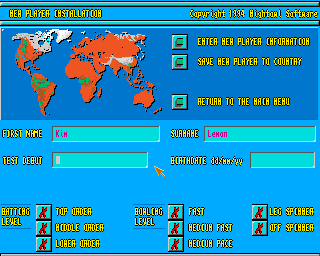 NEW PLAYER INSTALLATION Copyright 1994 Nightowl Software
ENTER NEW PLAYER INFORMATION
SAVE NEW PLAYER TO COUNTRY
RETURN TO THE MAIN MENU
FIRST NAME Kim SURNAME Lemon
TEST DEBUT BIRTHDATE dd/mm/yy
BATTING LEVEL TOP ORDER BOWLING LEVEL FAST LEG SPINNER
MIDDLE ORDER MEDIUM FAST OFF SPINNER
LOWER ORDER MEDIUM PACE